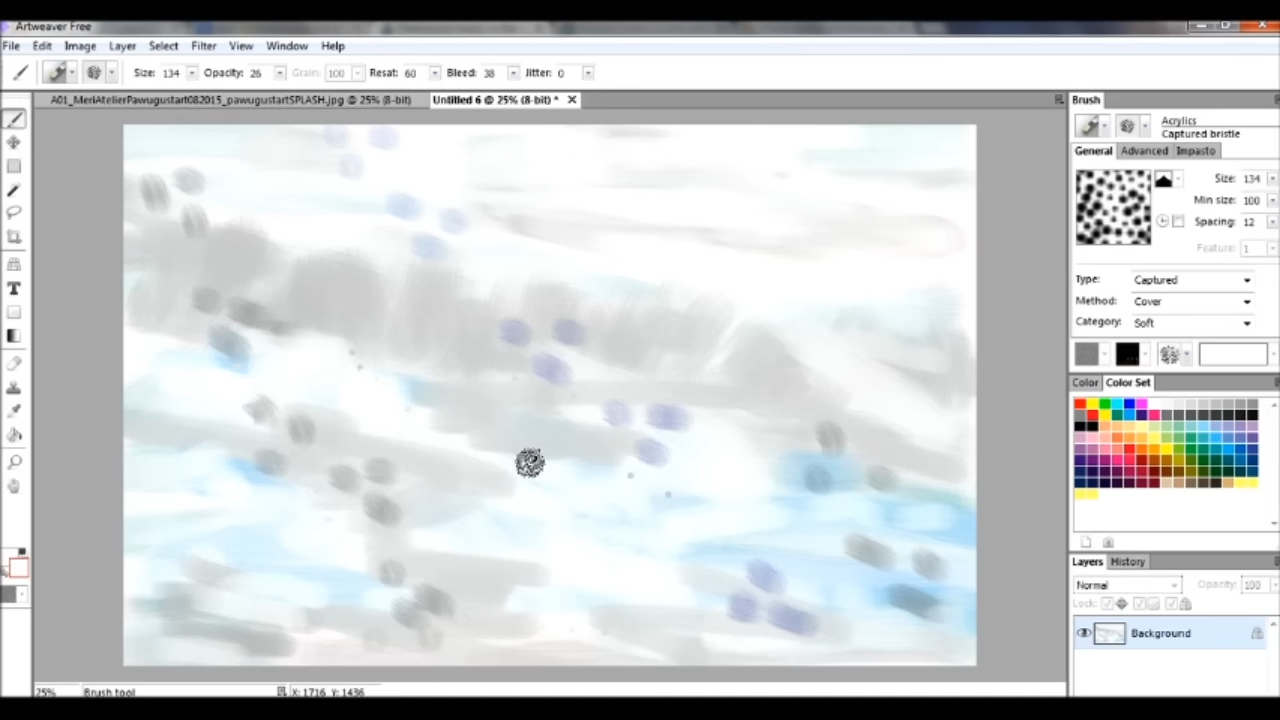 Artweaver Free
File Edit Image Layer Select Filter View Window Help
Size: 134 Opacity: 26 Grain: 100 Resat: 60 Bleed: 38 Jitter: 0
A01_MeriAtelierPawugustart082015_pawugustartSPLASH.jpg @ 25% (8-bit) Untitled 6 @ 25% (8-bit) *
Brush
Acrylics
Captured bristle
General Advanced Impasto
Size: 134
Min size: 100
Spacing: 12
Feature: 1
Type: Captured
Method: Cover
Category: Soft
Color Color Set
Layers History
Normal Opacity: 100
Lock:
Background
25% Brush tool X: 1716 Y: 1436